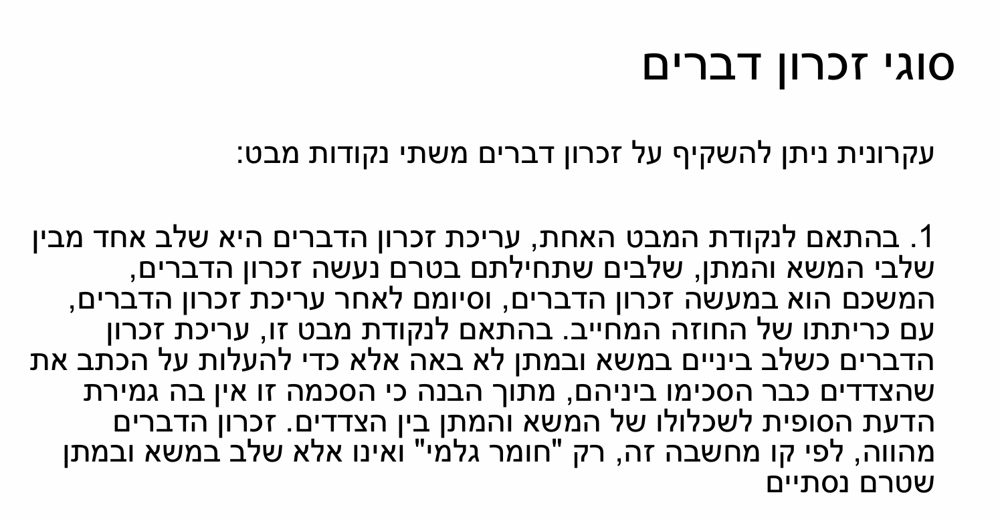 סוגי זכרון דברים
עקרונית ניתן להשקיף על זכרון דברים משתי נקודות מבט:
1. בהתאם לנקודת המבט האחת, עריכת זכרון הדברים היא שלב אחד מבין
שלבי המשא והמתן, שלבים שתחילתם בטרם נעשה זכרון הדברים,
המשכם הוא במעשה זכרון הדברים, וסיומם לאחר עריכת זכרון הדברים,
עם כריתתו של החוזה המחייב. בהתאם לנקודת מבט זו, עריכת זכרון
הדברים כשלב ביניים במשא ובמתן לא באה אלא כדי להעלות על הכתב את
שהצדדים כבר הסכימו ביניהם, מתוך הבנה כי הסכמה זו אין בה גמירת
הדעת הסופית לשכלולו של המשא והמתן בין הצדדים. זכרון הדברים
מהווה, לפי קו מחשבה זה, רק "חומר גלמי" ואינו אלא שלב במשא ובמתן
שטרם נסתיים